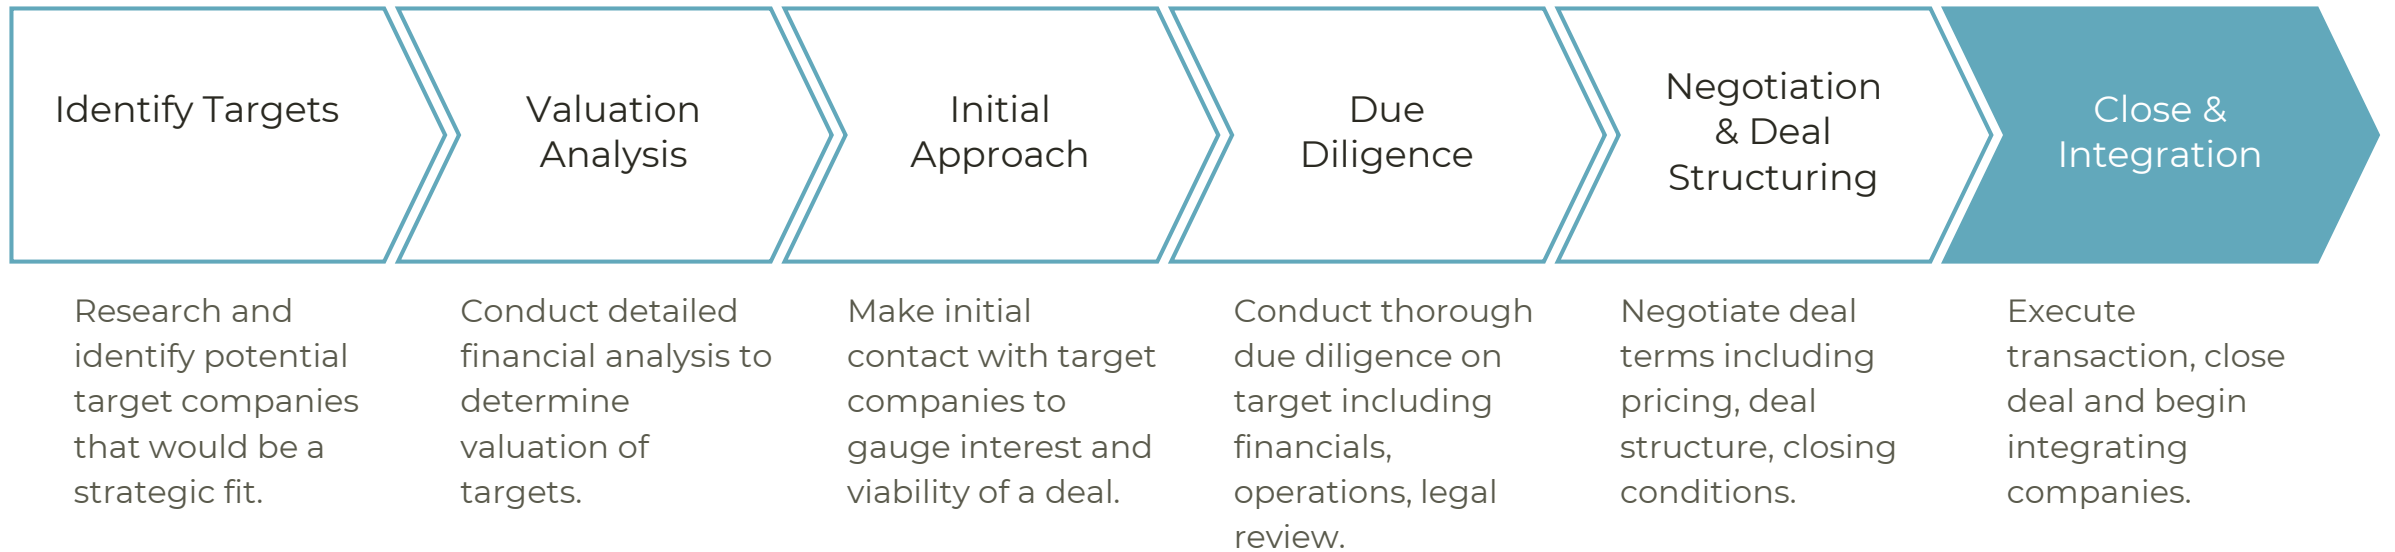 Identify Targets
Valuation
Analysis
Initial
Approach
Due
Diligence
Negotiation
& Deal
Structuring
Close &
Integration
Research and
identify potential
target companies
that would be a
strategic fit.
Conduct detailed
financial analysis to
determine
valuation of
targets.
Make initial
contact with target
companies to
gauge interest and
viability of a deal.
Conduct thorough
due diligence on
target including
financials,
operations, legal
review.
Negotiate deal
terms including
pricing, deal
structure, closing
conditions.
Execute
transaction, close
deal and begin
integrating
companies.